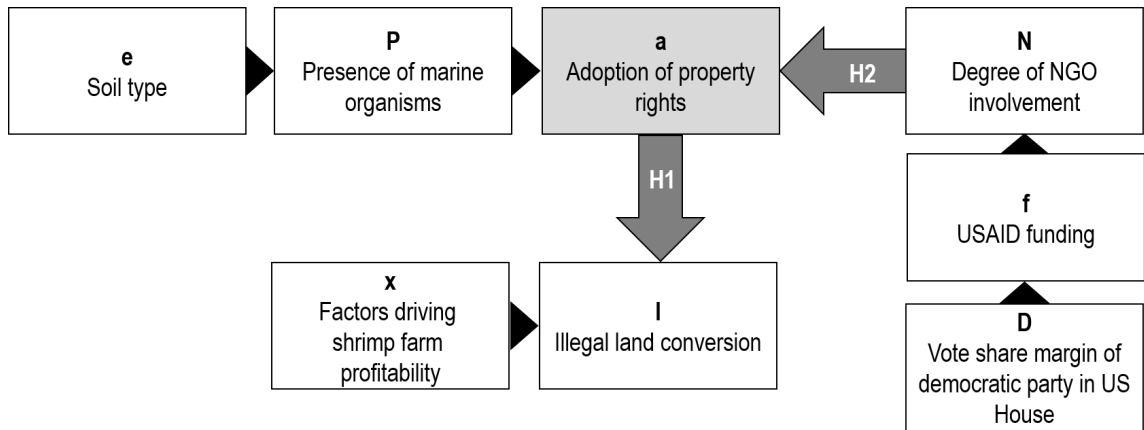 e
Soil type
P
Presence of marine
organisms
a
Adoption of property
rights
H2
N
Degree of NGO
involvement
H1
f
USAID funding
x
Factors driving
shrimp farm
profitability
I
Illegal land conversion
D
Vote share margin of
democratic party in US
House